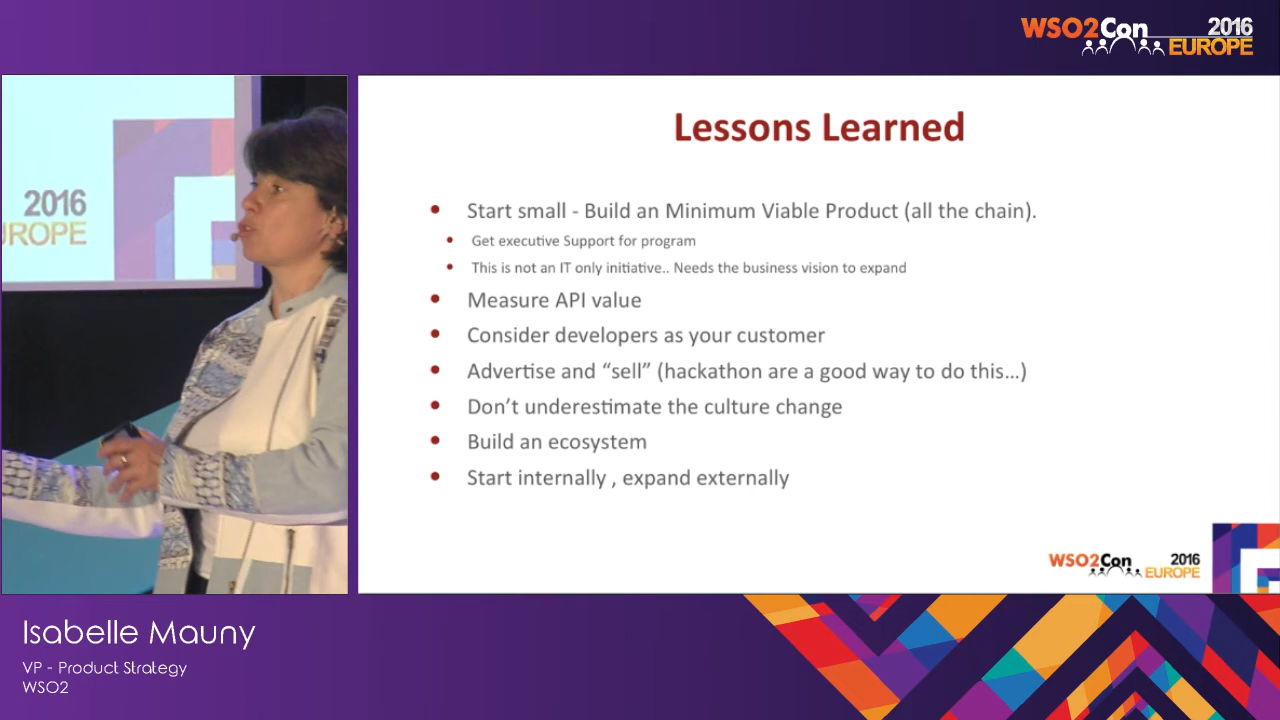 WSO2Con 2016
EUROPE
2016
UROPE
Lessons Learned
• Start small - Build an Minimum Viable Product (all the chain).
• Get executive Support for program
• This is not an IT only initiative.. Needs the business vision to expand
• Measure API value
• Consider developers as your customer
• Advertise and “sell” (hackathon are a good way to do this…)
• Don’t underestimate the culture change
• Build an ecosystem
• Start internally , expand externally
WSO2Con 2016
EUROPE
Isabelle Mauny
VP - Product Strategy
WSO2